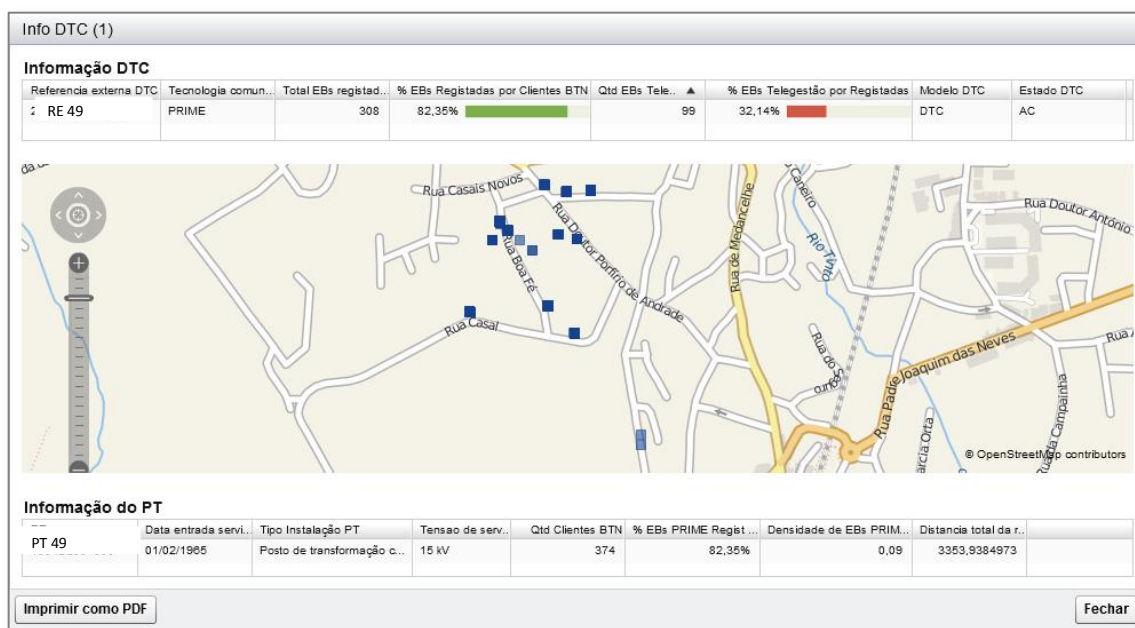 Info DTC (1)
Informação DTC
Referencia externa DTC Tecnologia comun... Total EBs registad... % EBs Registadas por Clientes BTN Qtd EBs Tele.. ▲ % EBs Telegestão por Registadas Modelo DTC Estado DTC
RE 49 PRIME 308 82,35% 99 32,14% DTC AC
Rua Casais Novos
Rua Doutor Porfírio de Andrade
Rua Boa Fé
Rua Casal
Rua de Medancelhe
Rio Tinto
Rua Doutor António
Rua do S
Rua Padre Joaquim das Neves
Rua da Campainha
© OpenStreetMap contributors
Informação do PT
Data entrada servi... Tipo Instalação PT Tensao de serv... Qtd Clientes BTN % EBs PRIME Regist ... Densidade de EBs PRIM... Distancia total da r...
PT 49 01/02/1965 Posto de transformação c... 15 kV 374 82,35% 0,09 3353,9384973
Imprimir como PDF Fechar